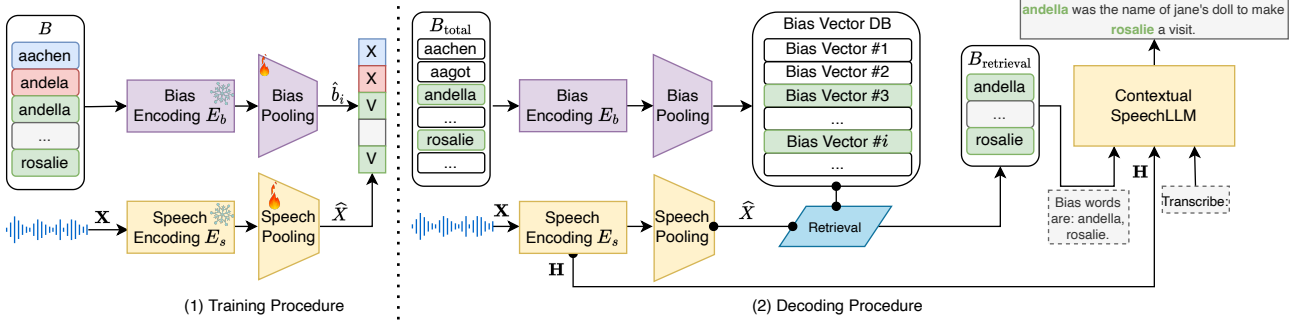 B
aachen
andela
andella
...
rosalie
Bias
Encoding E_b
Bias
Pooling
b̂_i
X
X
V
V
X
Speech
Encoding E_s
Speech
Pooling
X̂
(1) Training Procedure
B_total
aachen
aagot
andella
...
rosalie
...
Bias
Encoding E_b
Bias
Pooling
Bias Vector DB
Bias Vector #1
Bias Vector #2
Bias Vector #3
...
Bias Vector #i
...
X
Speech
Encoding E_s
H
Speech
Pooling
X̂
Retrieval
B_retrieval
andella
...
rosalie
andella was the name of jane's doll to make
rosalie a visit.
Contextual
SpeechLLM
H
Bias words
are: andella,
rosalie.
Transcribe:
(2) Decoding Procedure